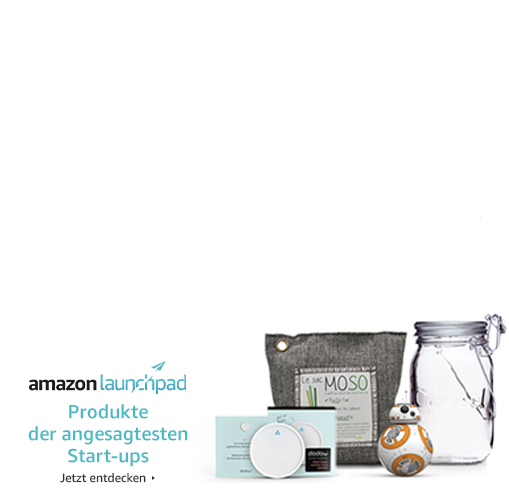 amazon launchpad
Produkte
der angesagtesten
Start-ups
Jetzt entdecken
Le sac
MOSO
dodow